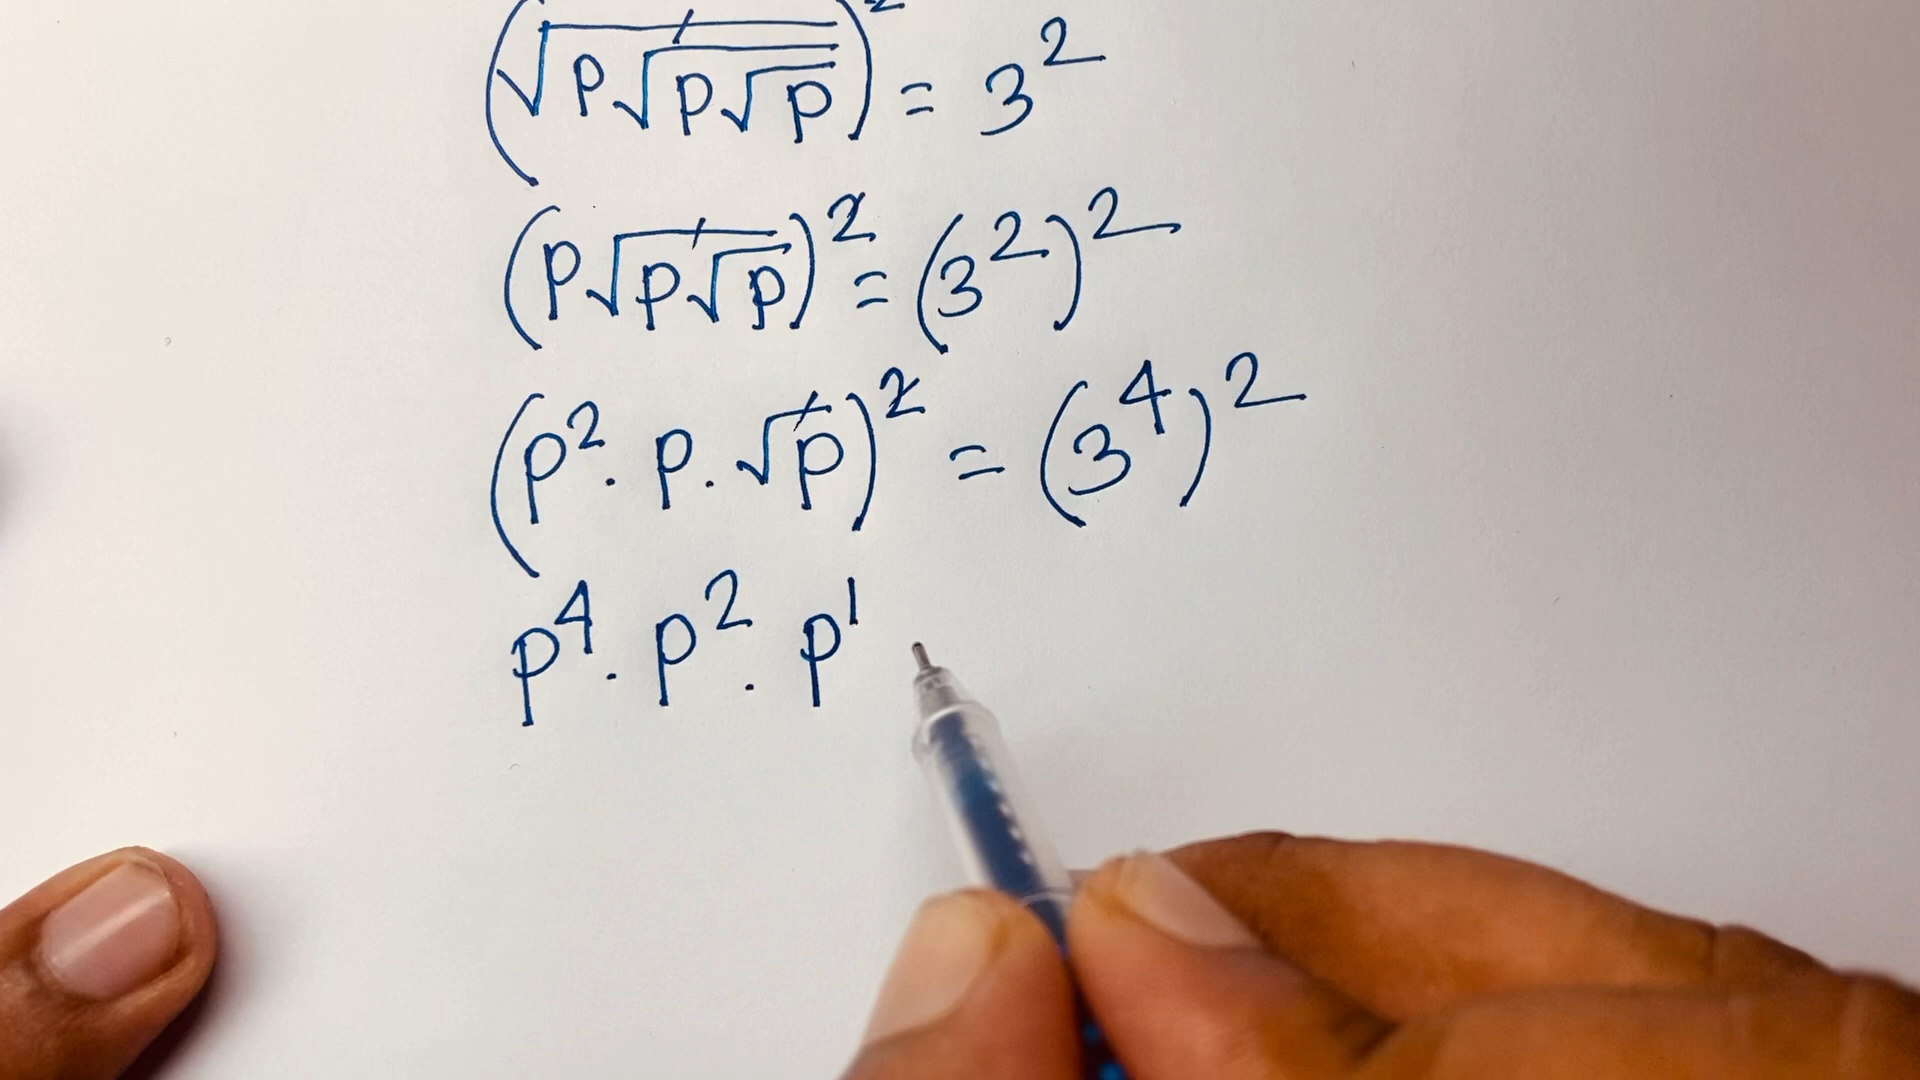 (√p√p√p)² = 3²
(p√p√p)² = (3²)²
(p² . p . √p)² = (3⁴)²
p⁴ . p² . p¹